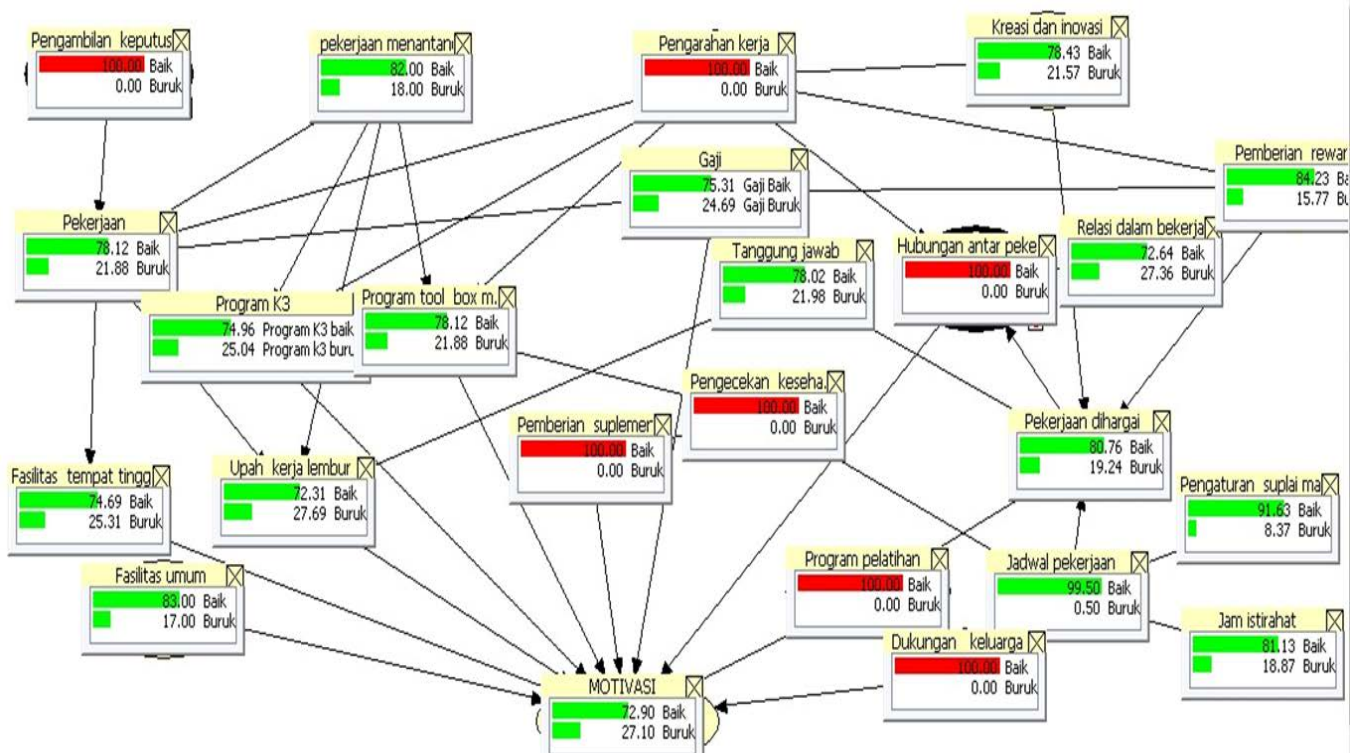 Pengambilan keputus
100.00 Baik
0.00 Buruk
pekerjaan menantan
82.00 Baik
18.00 Buruk
Pengarahan kerja
100.00 Baik
0.00 Buruk
Kreasi dan inovasi
78.43 Baik
21.57 Buruk
Gaji
75.31 Gaji Baik
24.69 Gaji Buruk
Pemberian rewar
84.23 Ba
15.77 Bu
Pekerjaan
78.12 Baik
21.88 Buruk
Tanggung jawab
78.02 Baik
21.98 Buruk
Hubungan antar peke
100.00 Baik
0.00 Buruk
Relasi dalam bekerja
72.64 Baik
27.36 Buruk
Program K3
74.96 Program K3 baik
25.04 Program k3 buru
Program tool box m.
78.12 Baik
21.88 Buruk
Pengecekan keseha.
100.00 Baik
0.00 Buruk
Pemberian suplemen
100.00 Baik
0.00 Buruk
Pekerjaan dihargai
80.76 Baik
19.24 Buruk
Fasilitas tempat tingg
74.69 Baik
25.31 Buruk
Upah kerja lembur
72.31 Baik
27.69 Buruk
Pengaturan suplai ma
91.63 Baik
8.37 Buruk
Fasilitas umum
83.00 Baik
17.00 Buruk
Program pelatihan
100.00 Baik
0.00 Buruk
Jadwal pekerjaan
99.50 Baik
0.50 Buruk
Jam istirahat
81.13 Baik
18.87 Buruk
Dukungan keluarga
100.00 Baik
0.00 Buruk
MOTIVASI
72.90 Baik
27.10 Buruk